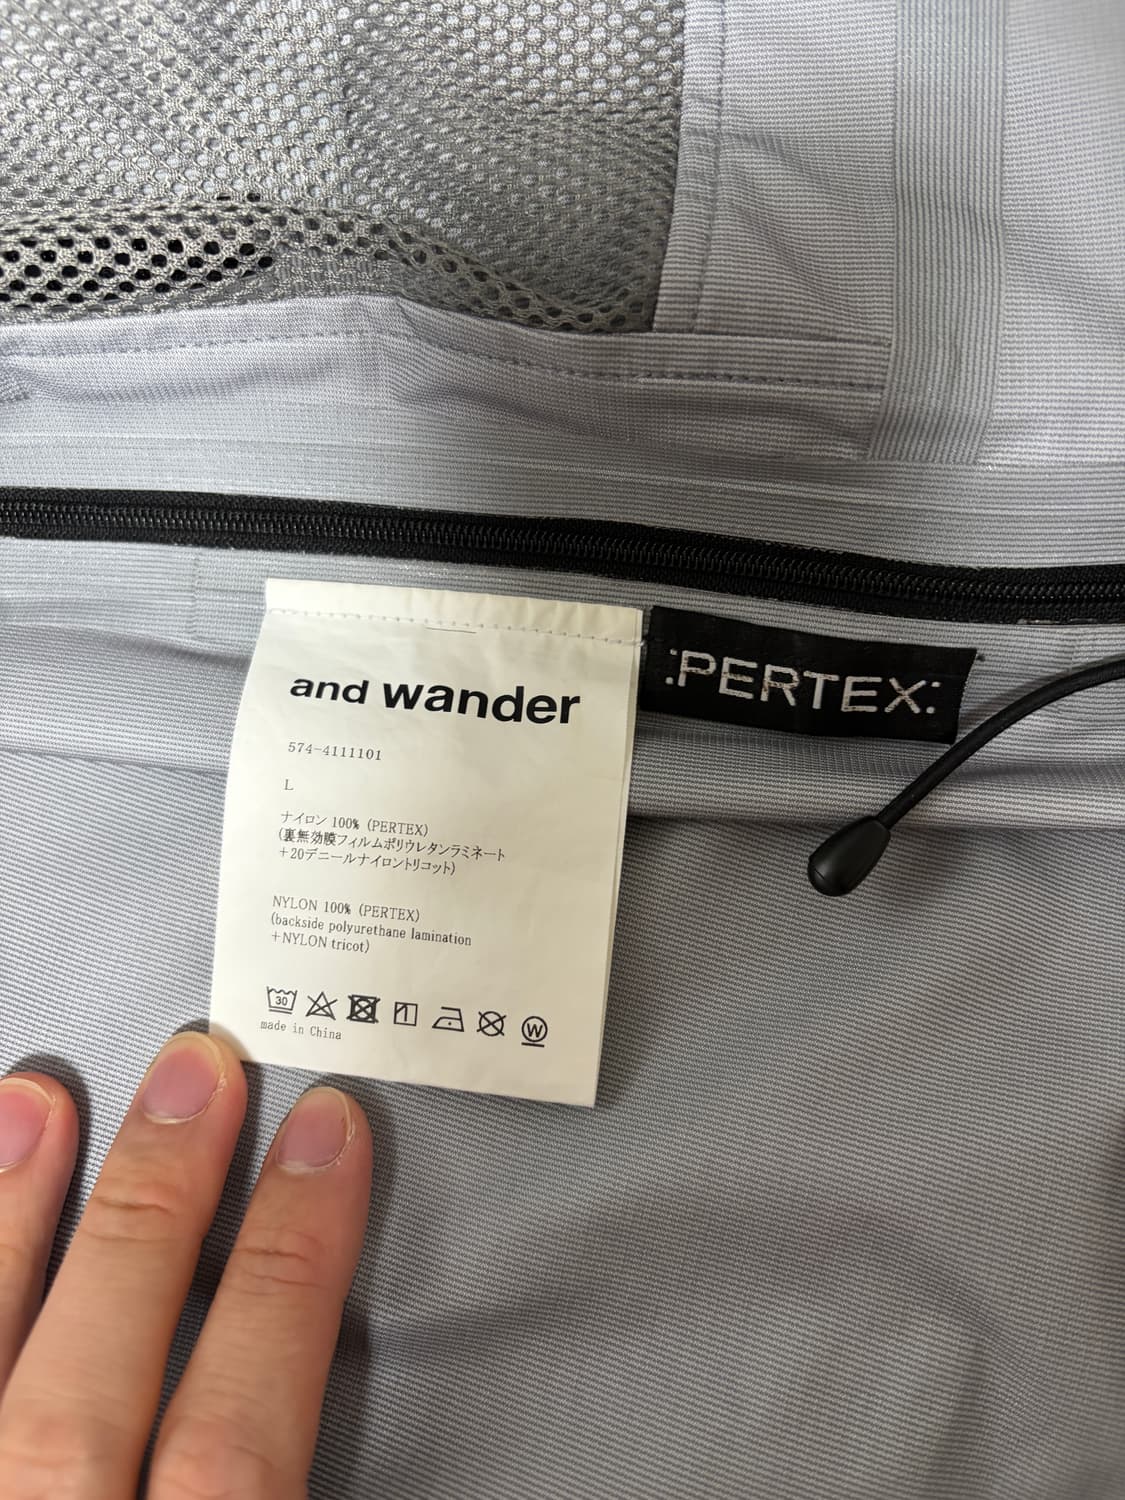 and wander
574-4111101
L
ナイロン 100% (PERTEX)
(裏無効膜フィルムポリウレタンラミネート
+20デニールナイロントリコット)
NYLON 100% (PERTEX)
(backside polyurethane lamination
+NYLON tricot)
30
W
made in China
:PERTEX: